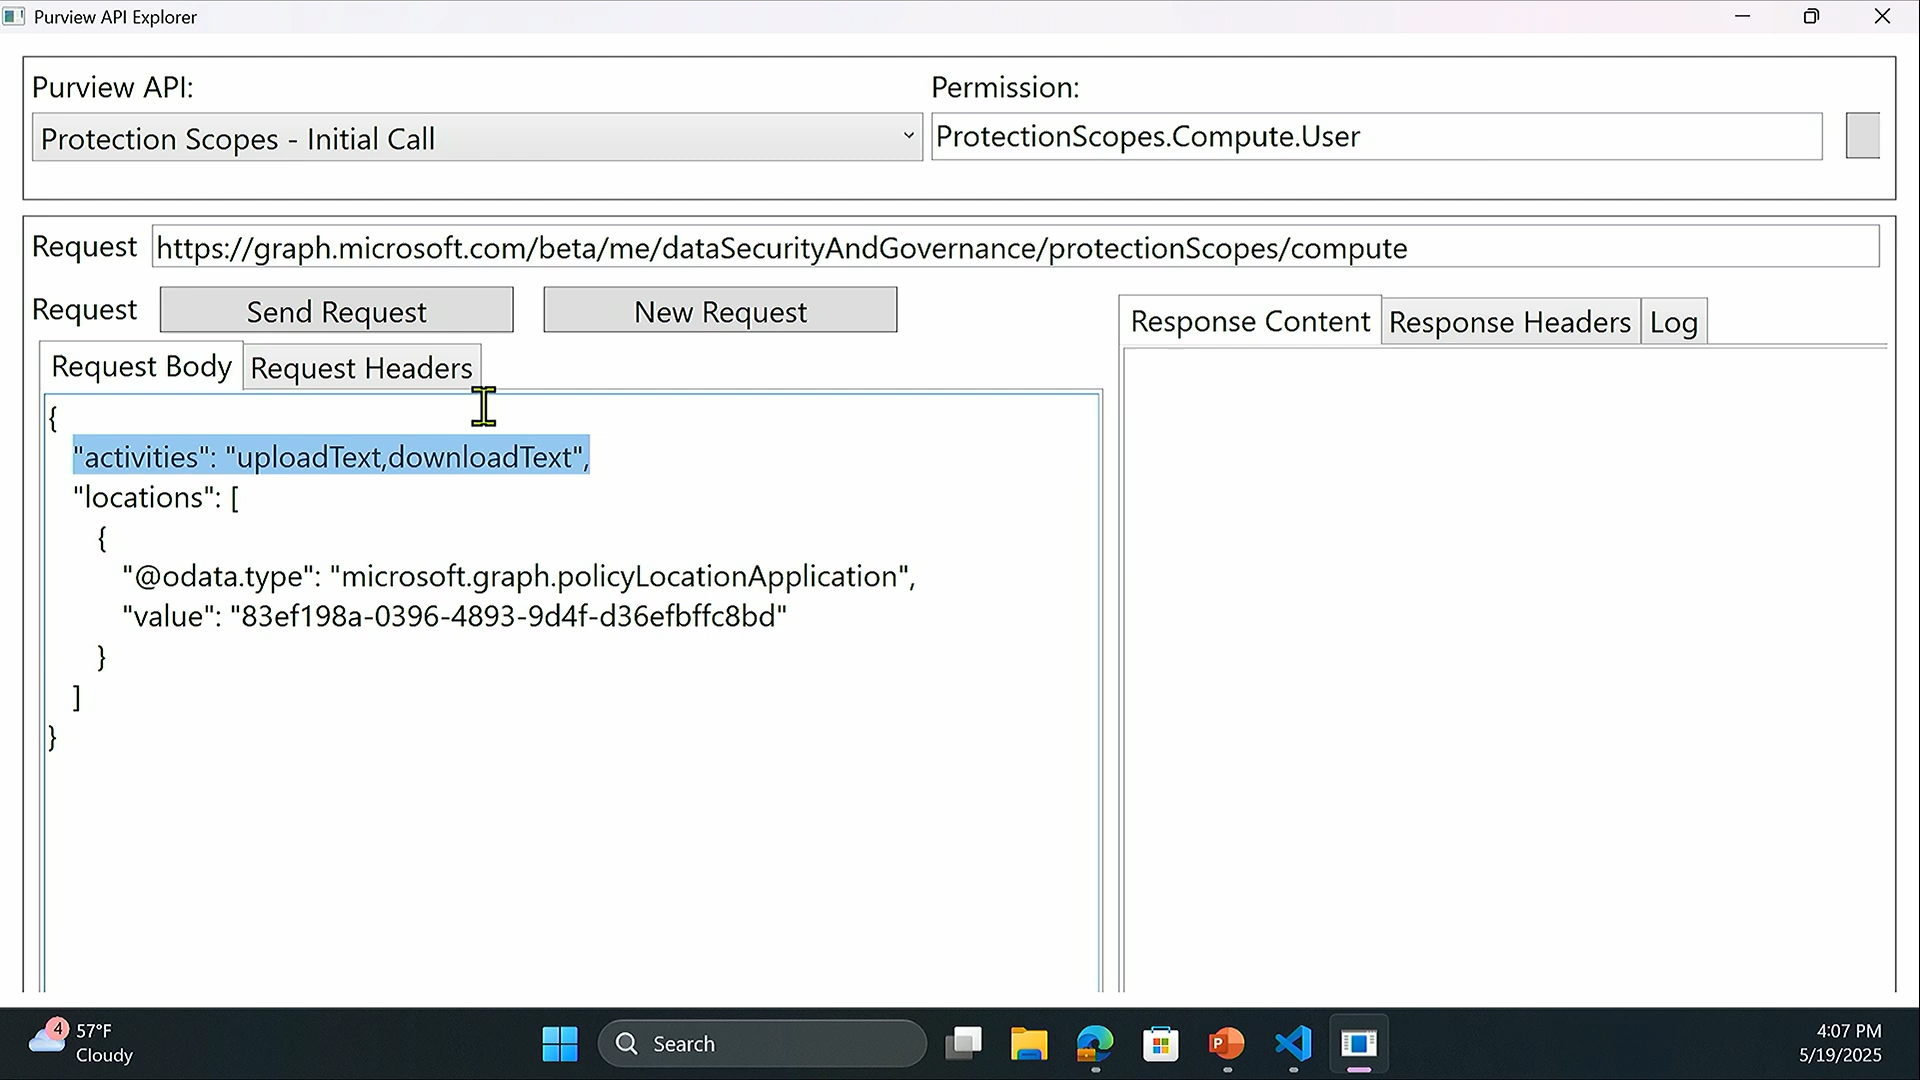 Purview API Explorer
Purview API:
Permission:
Protection Scopes - Initial Call
ProtectionScopes.Compute.User
Request
https://graph.microsoft.com/beta/me/dataSecurityAndGovernance/protectionScopes/compute
Request
Send Request
New Request
Response Content
Response Headers
Log
Request Body
Request Headers
{
"activities": "uploadText,downloadText",
"locations": [
{
"@odata.type": "microsoft.graph.policyLocationApplication",
"value": "83ef198a-0396-4893-9d4f-d36efbffc8bd"
}
]
}
4
57°F
Cloudy
Search
P
4:07 PM
5/19/2025